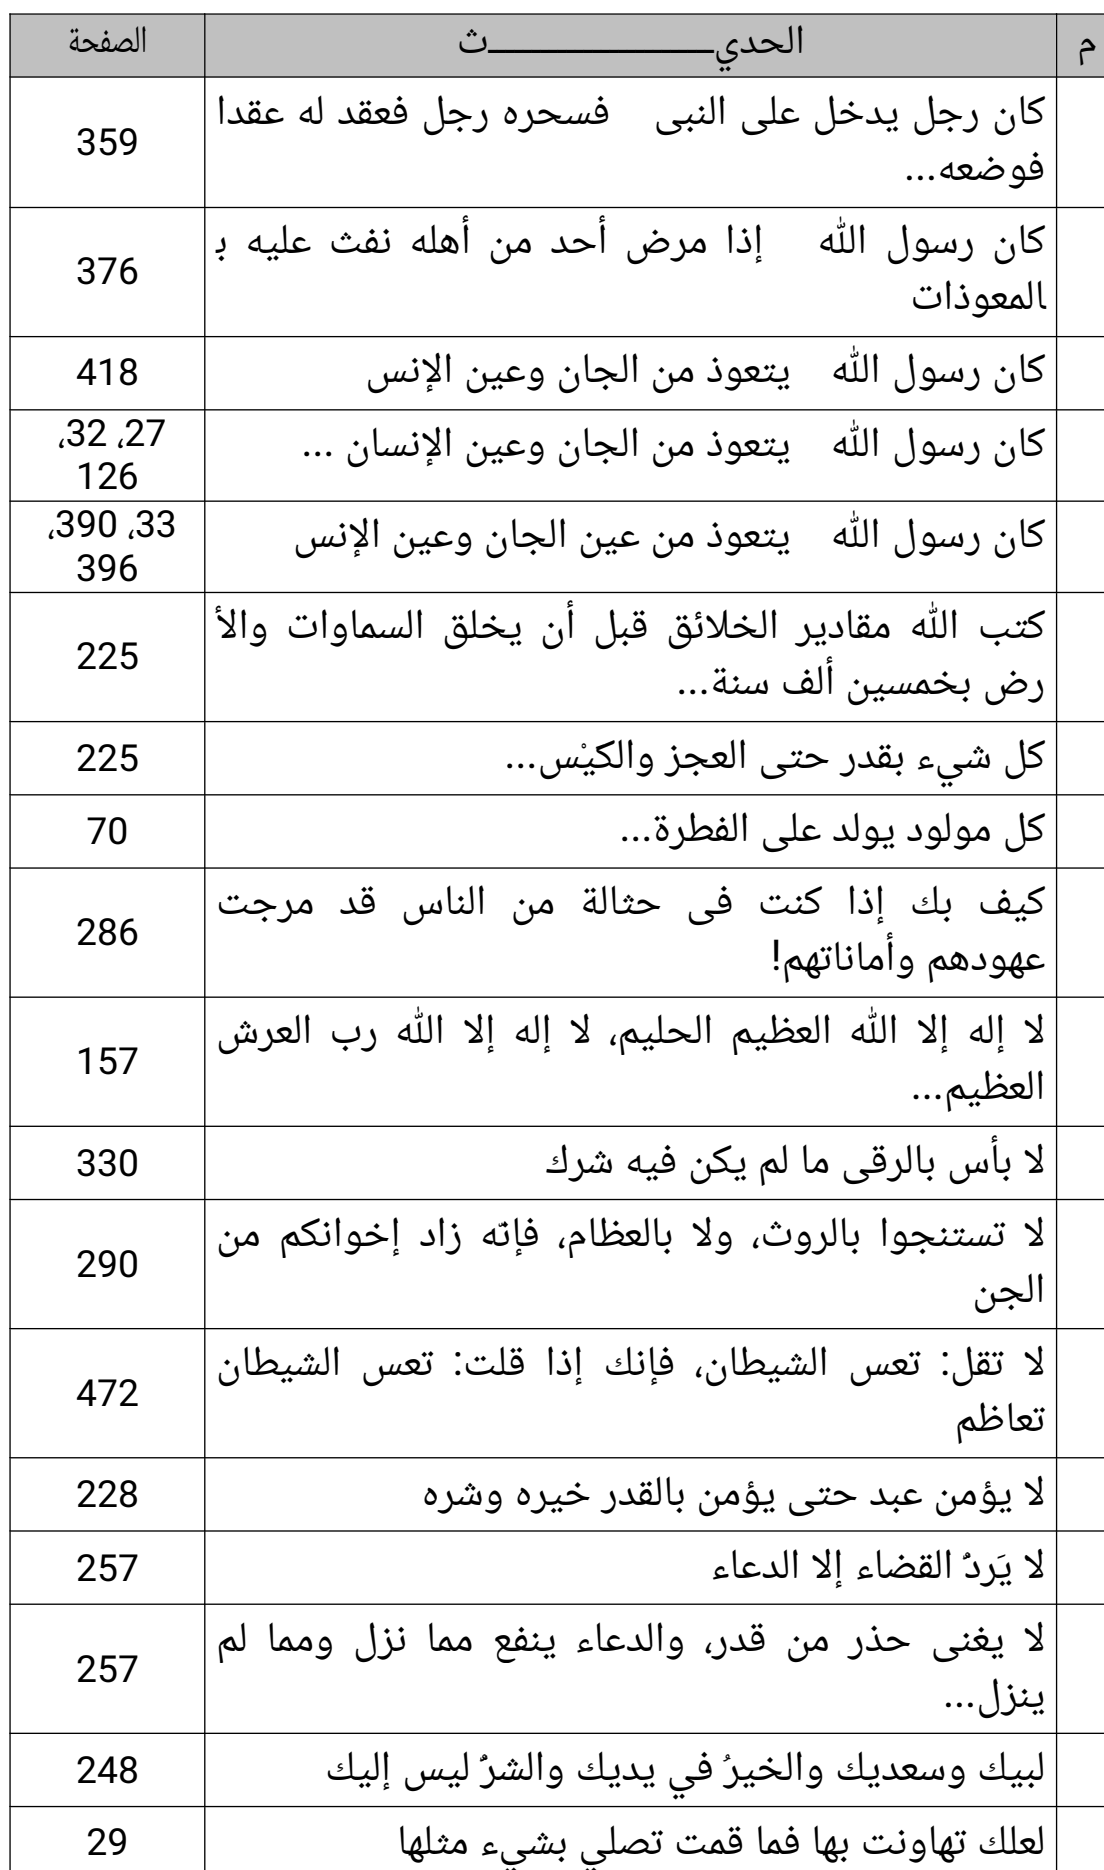 م الحديـــــــــــــــــــث الصفحة
كان رجل يدخل على النبى فسحره رجل فعقد له عقدا
فوضعه...
359
كان رسول الله إذا مرض أحد من أهله نفث عليه ب
المعوذات
376
كان رسول الله يتعوذ من الجان وعين الإنس 418
كان رسول الله يتعوذ من الجان وعين الإنسان ...
27، 32،
126
كان رسول الله يتعوذ من عين الجان وعين الإنس
33، 390،
396
كتب الله مقادير الخلائق قبل أن يخلق السماوات والأ
رض بخمسين ألف سنة...
225
كل شيء بقدر حتى العجز والكيْس... 225
كل مولود يولد على الفطرة... 70
كيف بك إذا كنت فى حثالة من الناس قد مرجت
عهودهم وأماناتهم!
286
لا إله إلا الله العظيم الحليم، لا إله إلا الله رب العرش
العظيم...
157
لا بأس بالرقى ما لم يكن فيه شرك 330
لا تستنجوا بالروث، ولا بالعظام، فإنه زاد إخوانكم من
الجن
290
لا تقل: تعس الشيطان، فإنك إذا قلت: تعس الشيطان
تعاظم
472
لا يؤمن عبد حتى يؤمن بالقدر خيره وشره 228
لا يَردُ القضاء إلا الدعاء 257
لا يغنى حذر من قدر، والدعاء ينفع مما نزل ومما لم
ينزل...
257
لبيك وسعديك والخيرُ في يديك والشرُ ليس إليك 248
لعلك تهاونت بها فما قمت تصلي بشيء مثلها 29